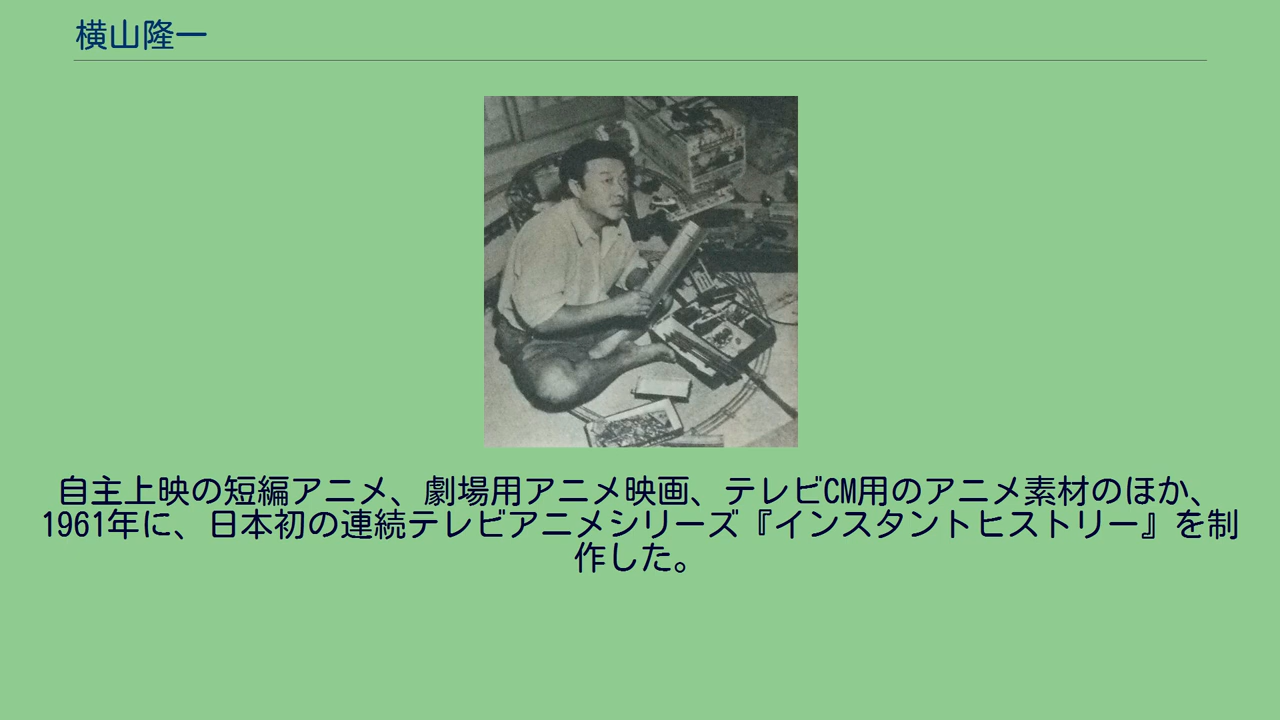 横山隆一
自主上映の短編アニメ、劇場用アニメ映画、テレビCM用のアニメ素材のほか、
1961年に、日本初の連続テレビアニメシリーズ『インスタントヒストリー』を制
作した。